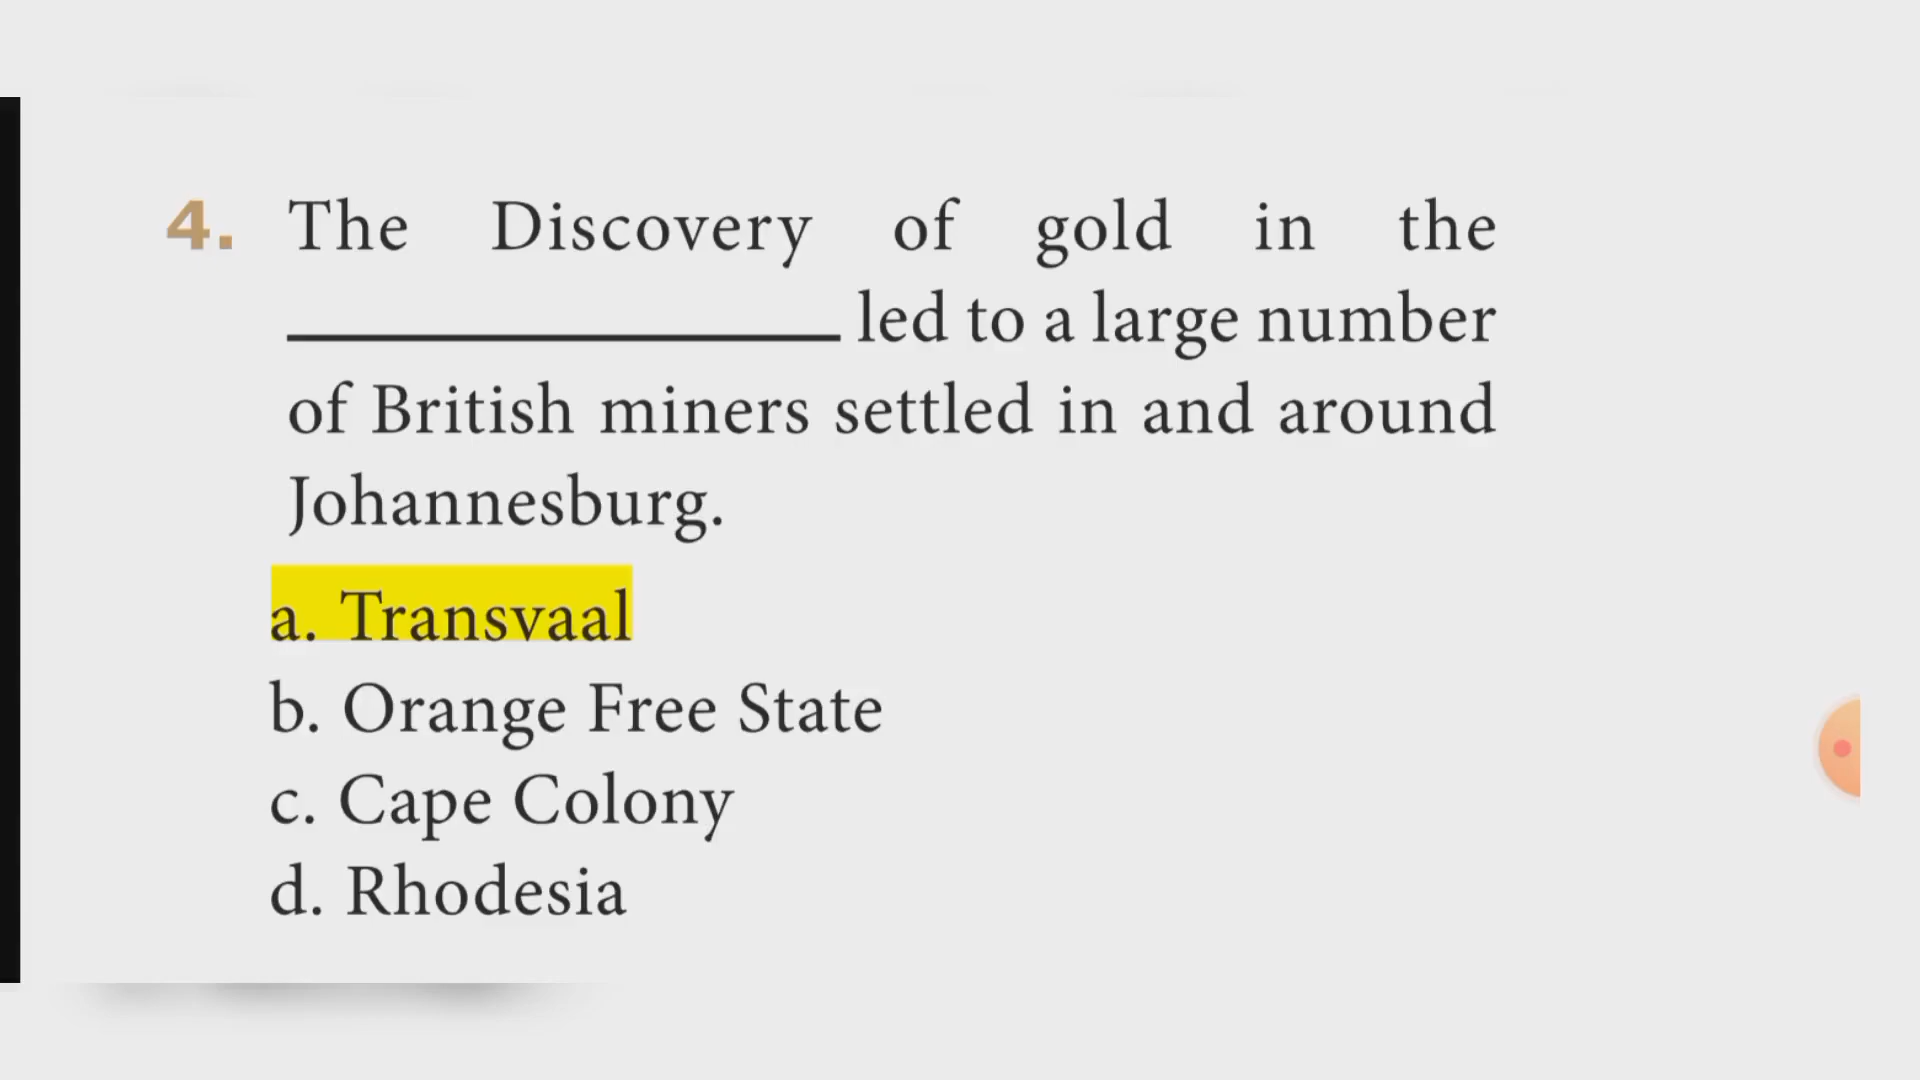 4. The Discovery of gold in the
____________ led to a large number
of British miners settled in and around
Johannesburg.
a. Transvaal
b. Orange Free State
c. Cape Colony
d. Rhodesia